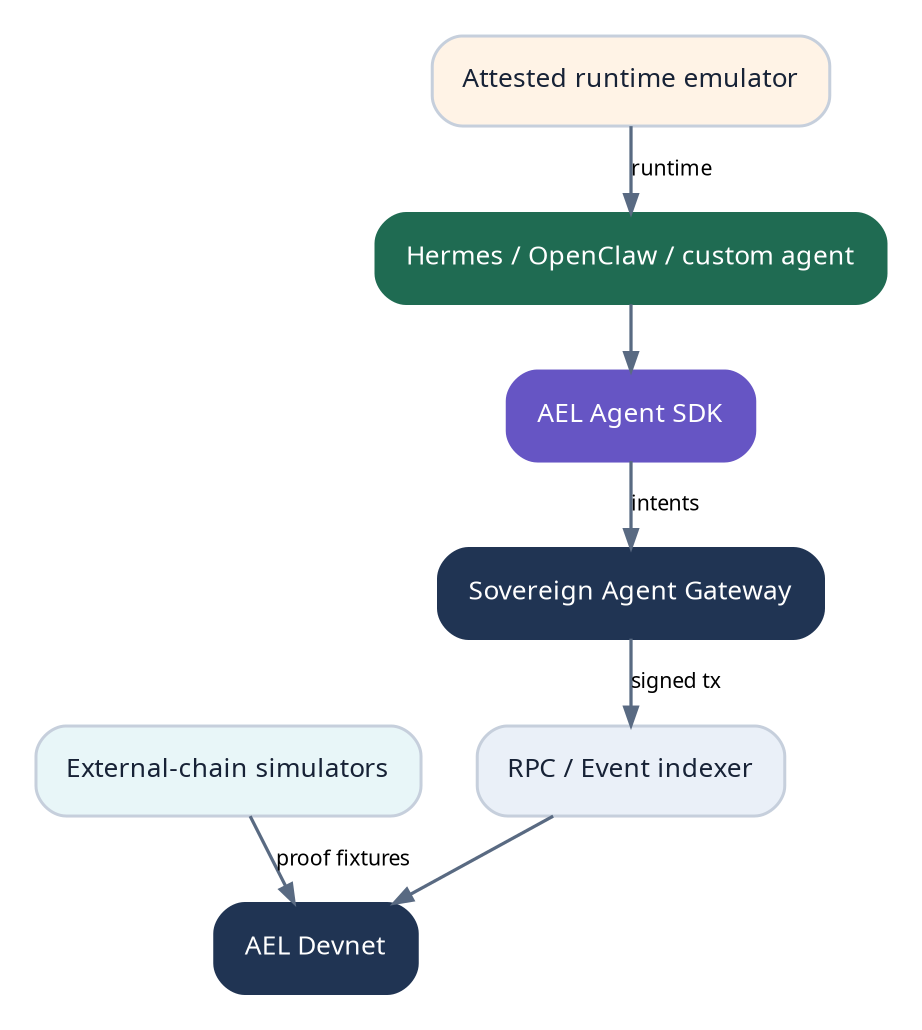 Attested runtime emulator
runtime
Hermes / OpenClaw / custom agent
AEL Agent SDK
intents
Sovereign Agent Gateway
signed tx
External-chain simulators
RPC / Event indexer
proof fixtures
AEL Devnet